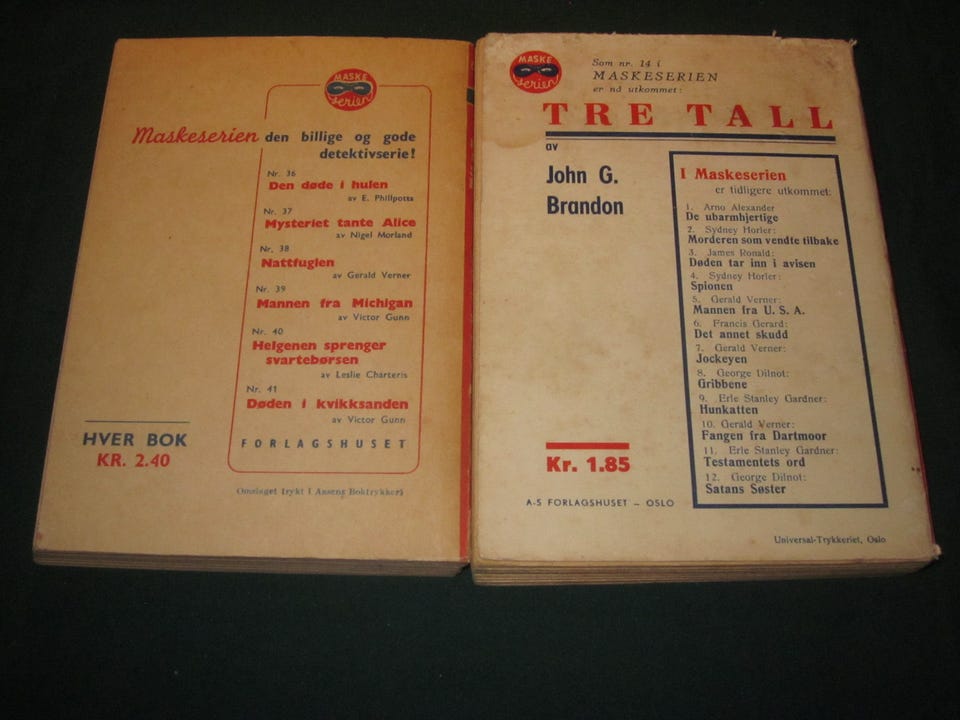 MASKE
serien
Maskeserien den billige og gode
detektivserie!
Nr. 36
Den døde i hulen
av E. Phillpotts
Nr. 37
Mysteriet tante Alice
av Nigel Morland
Nr. 38
Nattfuglen
av Gerald Verner
Nr. 39
Mannen fra Michigan
av Victor Gunn
Nr. 40
Helgenen sprenger
svartebørsen
av Leslie Charteris
Nr. 41
Døden i kvikksanden
av Victor Gunn
HVER BOK
KR. 2.40
FORLAGSHUSET
Omslaget trykt i Aasens Boktrykkeri
MASKE
serien
Som nr. 14 i
MASKESERIEN
er nå utkommet:
TRE TALL
av
John G.
Brandon
I Maskeserien
er tidligere utkommet:
1. Arno Alexander
De ubarmhjertige
2. Sydney Horler:
Morderen som vendte tilbake
3. James Ronald:
Døden tar inn i avisen
4. Sydney Horler:
Spionen
5. Gerald Verner:
Mannen fra U. S. A.
6. Francis Gerard:
Det annet skudd
7. Gerald Verner:
Jockeyen
8. George Dilnot:
Gribbene
9. Erle Stanley Gardner:
Hunkatten
10. Gerald Verner:
Fangen fra Dartmoor
11. Erle Stanley Gardner:
Testamentets ord
12. George Dilnot:
Satans Søster
Kr. 1.85
A-S FORLAGSHUSET – OSLO
Universal-Trykkeriet, Oslo